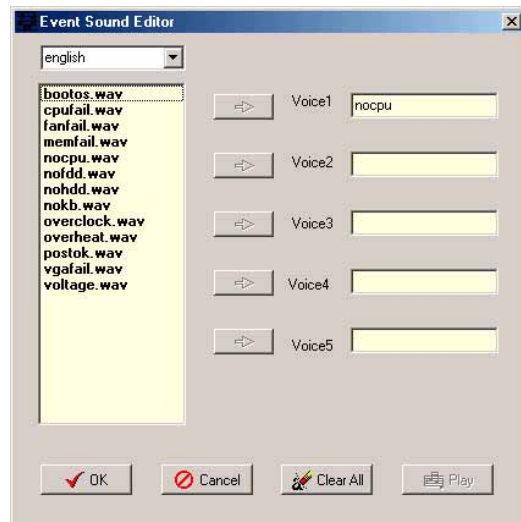 Event Sound Editor
english
bootos.wav
cpufail.wav
fanfail.wav
memfail.wav
nocpu.wav
nofdd.wav
nohdd.wav
nokb.wav
overclock.wav
overheat.wav
postok.wav
vgafail.wav
voltage.wav
Voice1 nocpu
Voice2
Voice3
Voice4
Voice5
OK Cancel Clear All Play